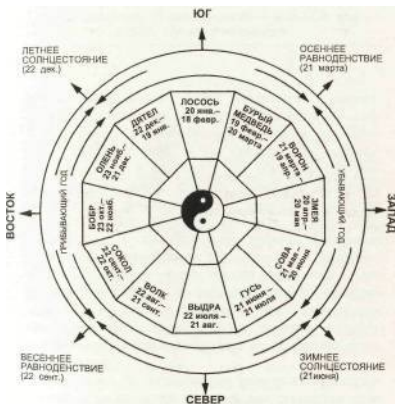 ЮГ
ЛЕТНЕЕ
СОЛНЦЕСТОЯНИЕ
(22 дек.)
ОСЕННЕЕ
РАВНОДЕНСТВИЕ
(21 марта)
ЛОСОСЬ
20 янв.–
18 февр.
БУРЫЙ
МЕДВЕДЬ
19 февр.–
20 марта
ВОРОН
21 марта–
19 апр.
ЗМЕЯ
20 апр.–
20 мая
СОВА
21 мая–
20 июня
ГУСЬ
21 июня–
21 июля
ВЫДРА
22 июля–
21 авг.
ВОЛК
22 авг.–
21 сент.
СОКОЛ
22 сент.–
22 окт.
БОБР
23 окт.–
22 нояб.
ОЛЕНЬ
23 нояб.–
21 дек.
ДЯТЕЛ
22 дек.–
19 янв.
ВОСТОК
ПРИБЫВАЮЩИЙ ГОД
УБЫВАЮЩИЙ ГОД
ЗАПАД
ВЕСЕННЕЕ
РАВНОДЕНСТВИЕ
(22 сент.)
ЗИМНЕЕ
СОЛНЦЕСТОЯНИЕ
(21июня)
СЕВЕР